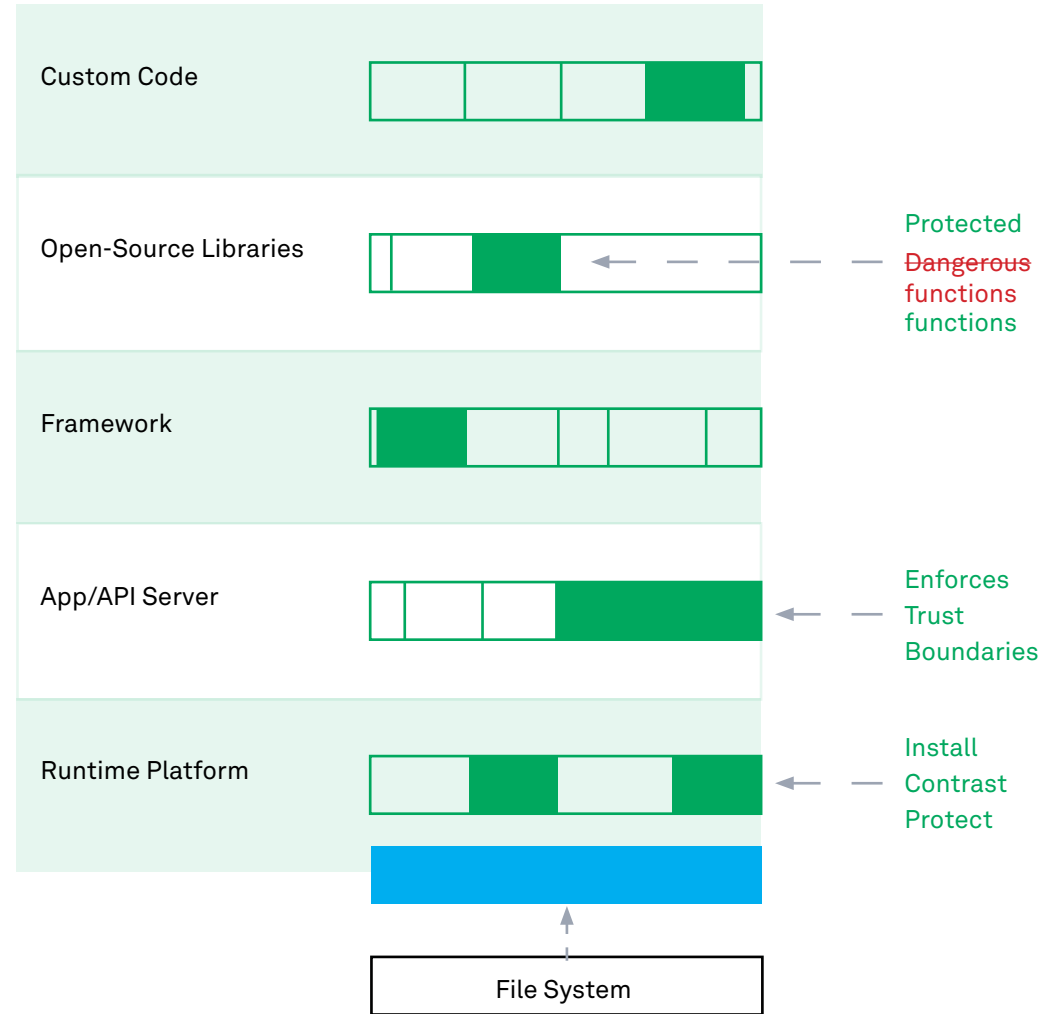 Custom Code
Open-Source Libraries
Protected
Dangerous
functions
functions
Framework
App/API Server
Enforces
Trust
Boundaries
Runtime Platform
Install
Contrast
Protect
File System